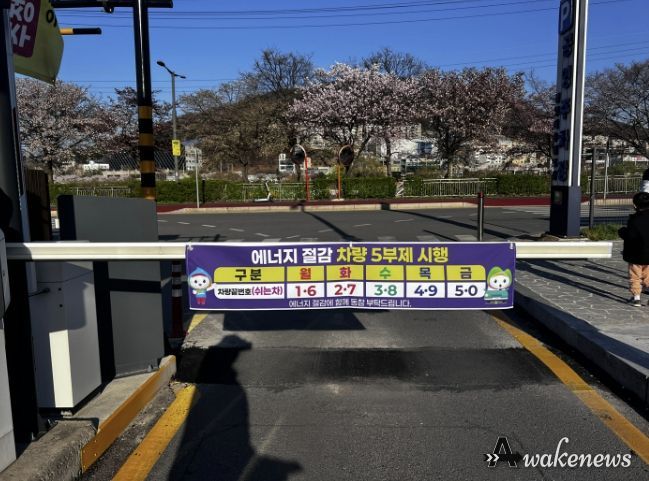 에너지 절감 차량 5부제 시행
구분 월 화 수 목 금
차량끝번호(쉬는차) 1·6 2·7 3·8 4·9 5·0
에너지 절감에 함께 동참 부탁드립니다.
P
Awakenews